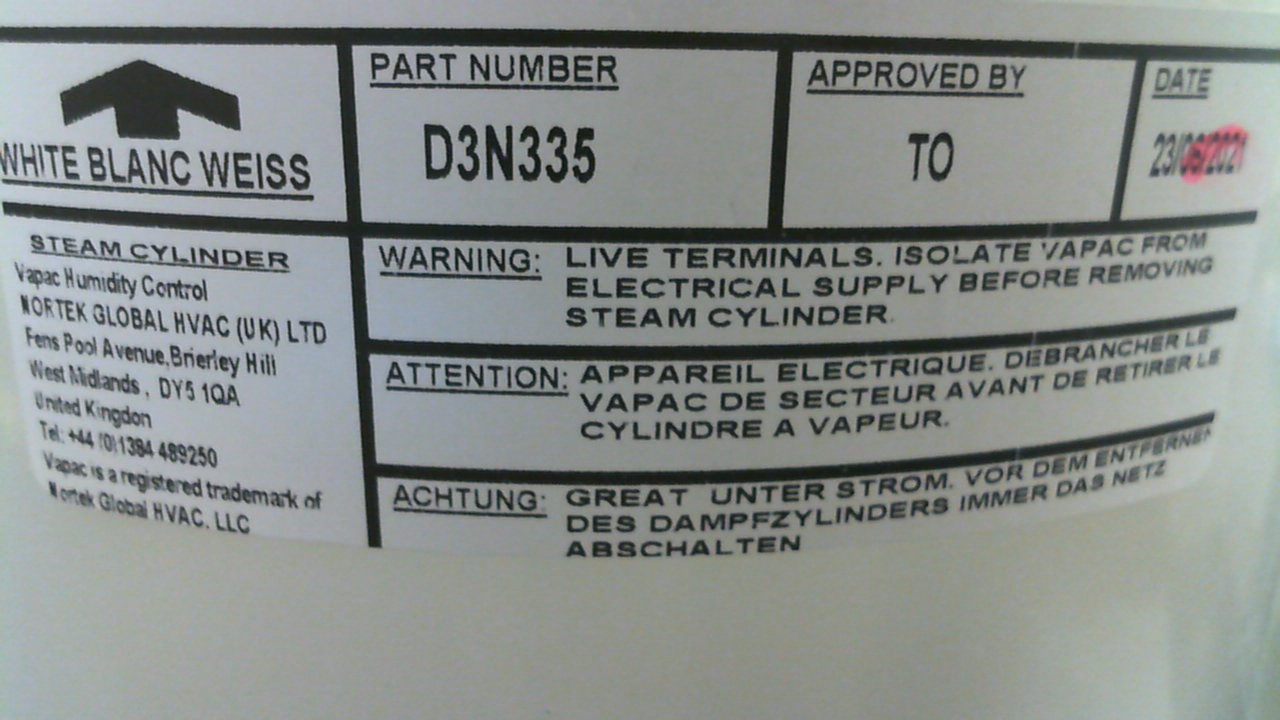 WHITE BLANC WEISS
PART NUMBER
D3N335
APPROVED BY
TO
DATE
23/06/2021
STEAM CYLINDER
Vapac Humidity Control
NORTEK GLOBAL HVAC (UK) LTD
Fens Pool Avenue,Brierley Hill
West Midlands , DY5 1QA
United Kingdon
Tel: +44 (0)1384 489250
Vapac is a registered trademark of
Nortek Global HVAC. LLC
WARNING: LIVE TERMINALS. ISOLATE VAPAC FROM
ELECTRICAL SUPPLY BEFORE REMOVING
STEAM CYLINDER.
ATTENTION: APPAREIL ELECTRIQUE. DEBRANCHER LE
VAPAC DE SECTEUR AVANT DE RETIRER LE
CYLINDRE A VAPEUR.
ACHTUNG: GREAT UNTER STROM. VOR DEM ENTFERNEN
DES DAMPFZYLINDERS IMMER DAS NETZ
ABSCHALTEN